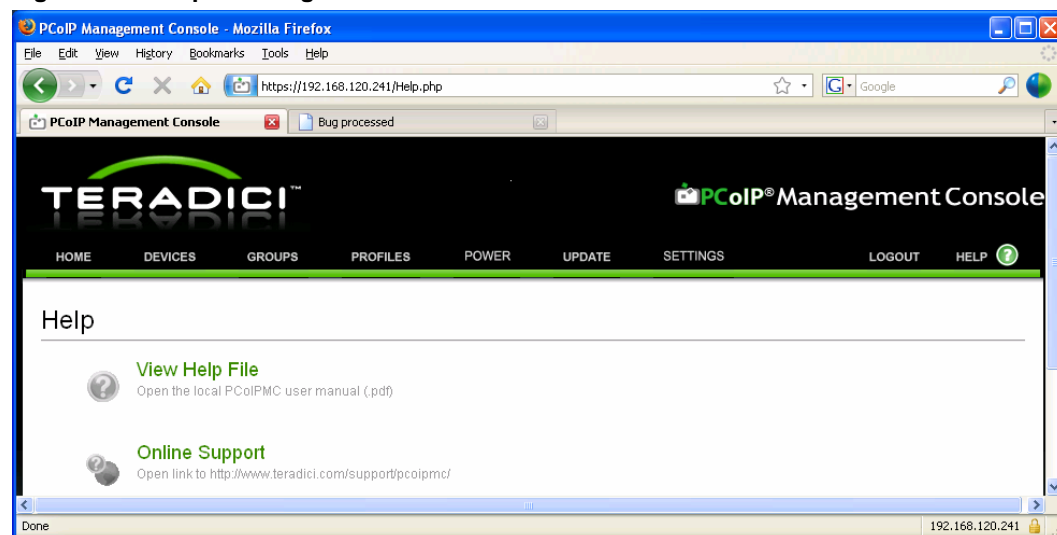 PCoIP Management Console - Mozilla Firefox
File Edit View History Bookmarks Tools Help
https://192.168.120.241/Help.php
G Google
PCoIP Management Console Bug processed
TERADICI™
PCoIP® Management Console
HOME DEVICES GROUPS PROFILES POWER UPDATE SETTINGS LOGOUT HELP ?
Help
View Help File
Open the local PCoIPMC user manual (.pdf)
Online Support
Open link to http://www.teradici.com/support/pcoipmc/
Done 192.168.120.241